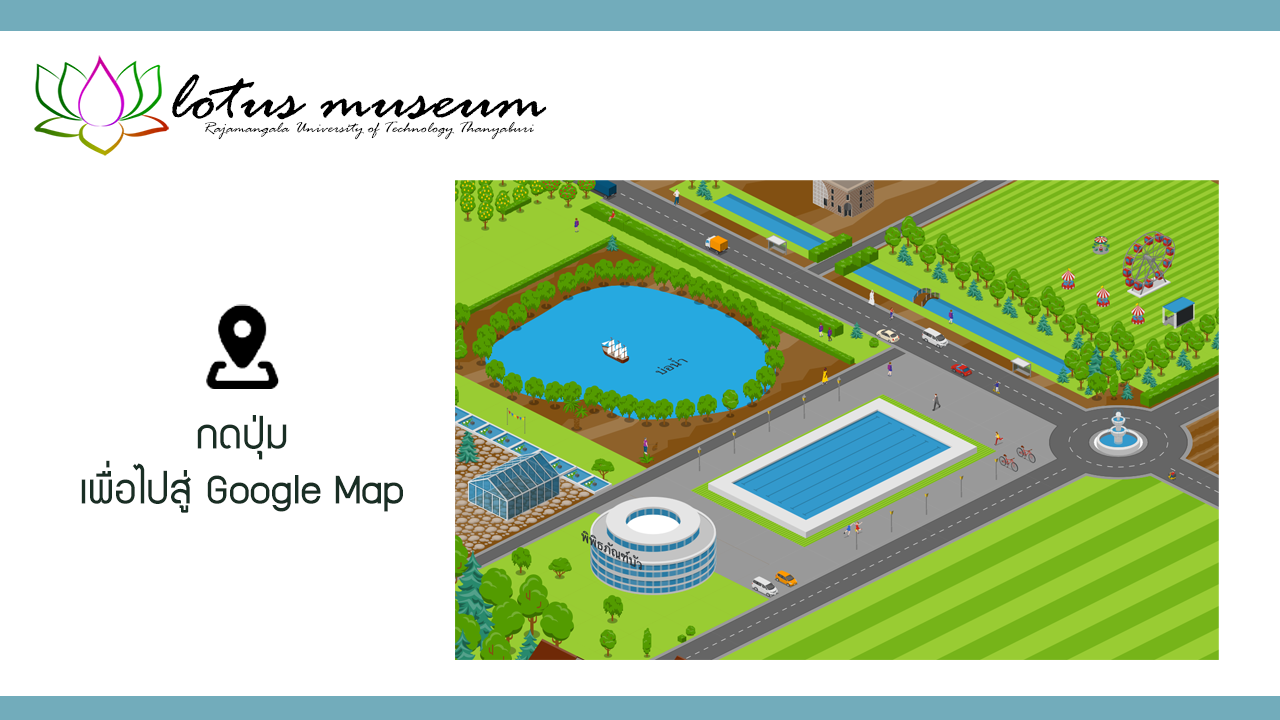 lotus museum
Rajamangala University of Technology Thanyaburi
กดปุ่ม
เพื่อไปสู่ Google Map
บ่อน้ำ
พิพิธภัณฑ์บัว